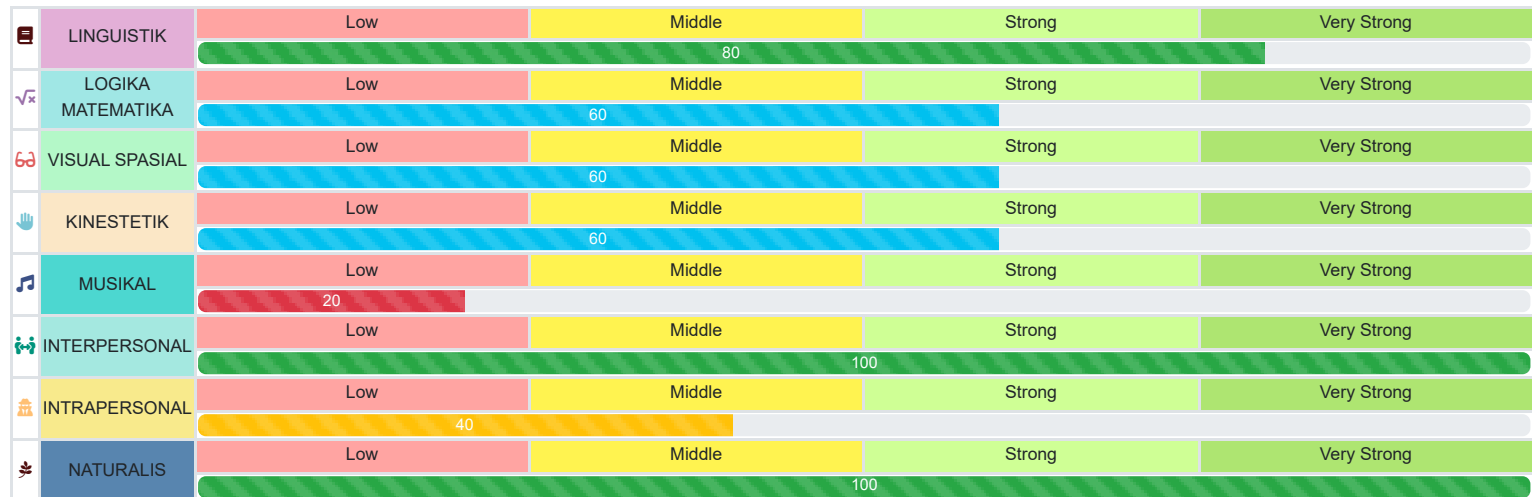 LINGUISTIK
Low Middle Strong Very Strong
80
LOGIKA
MATEMATIKA
Low Middle Strong Very Strong
60
VISUAL SPASIAL
Low Middle Strong Very Strong
60
KINESTETIK
Low Middle Strong Very Strong
60
MUSIKAL
Low Middle Strong Very Strong
20
INTERPERSONAL
Low Middle Strong Very Strong
100
INTRAPERSONAL
Low Middle Strong Very Strong
40
NATURALIS
Low Middle Strong Very Strong
100